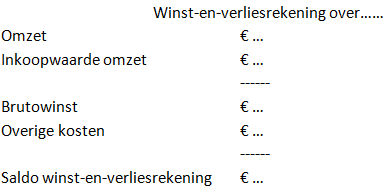 Winst-en-verliesrekening over……
Omzet € …
Inkoopwaarde omzet € …
------
Brutowinst € …
Overige kosten € …
------
Saldo winst-en-verliesrekening € …